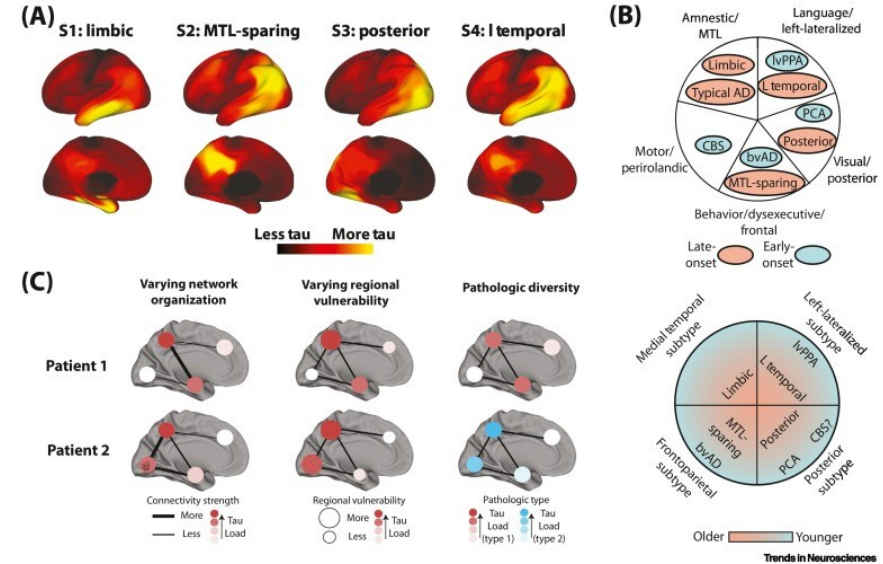 (A)
S1: limbic
S2: MTL-sparing
S3: posterior
S4: l temporal
Less tau
More tau
(B)
Amnestic/
MTL
Language/
left-lateralized
Limbic
Typical AD
lvPPA
L temporal
PCA
Posterior
CBS
bvAD
MTL-sparing
Motor/
perirolandic
Visual/
posterior
Behavior/dysexecutive/
frontal
Late-
onset
Early-
onset
Medial temporal
subtype
Left-lateralized
subtype
Limbic
L temporal
lvPPA
MTL-
sparing
bvAD
Posterior
PCA
CBS?
Frontoparietal
subtype
Posterior
subtype
Older
Younger
(C)
Varying network
organization
Varying regional
vulnerability
Pathologic diversity
Patient 1
Patient 2
Connectivity strength
More
Less
Tau
Load
Regional vulnerability
More
Less
Tau
Load
Pathologic type
Tau
Load
(type 1)
Tau
Load
(type 2)
Trends in Neurosciences